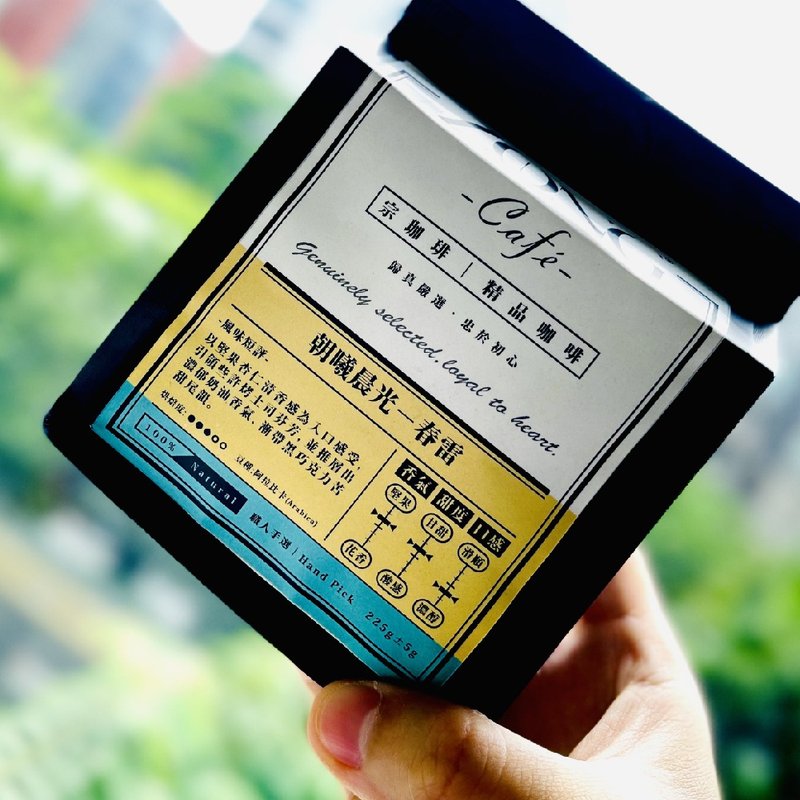 -Café-
宗珈琲 | 精品咖啡
歸真嚴選.忠於初心
Genuinely selected, loyal to heart.
朝曦晨光—春雷
風味短評.
以堅果杏仁清香感為入口感受,
引領些許烤土司芬芳, 並推層出
濃郁奶油香氣, 漸帶黑巧克力苦
甜尾韻。
烘焙度: ●●●○○
豆種:阿拉比卡(Arabica)
香氣 甜度 口感
堅果 甘甜 滑順
花香 酸感 濃醇
100%
Natural
職人手選 | Hand Pick
225g±5g